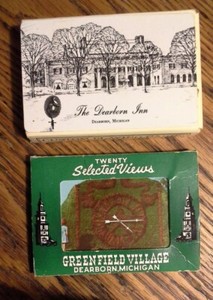 The Dearborn Inn
DEARBORN, MICHIGAN
TWENTY
Selected Views
GREENFIELD VILLAGE
DEARBORN, MICHIGAN